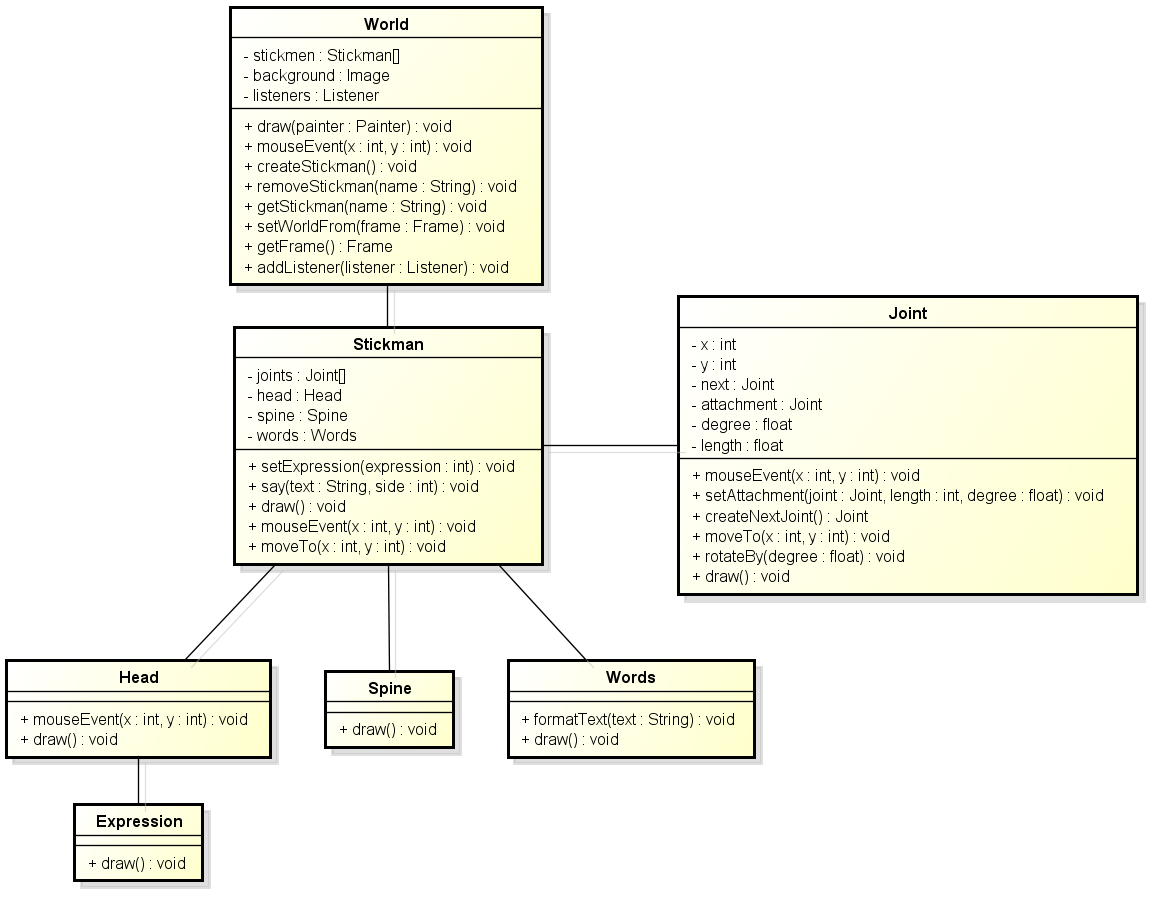 World
- stickmen : Stickman[]
- background : Image
- listeners : Listener
+ draw(painter : Painter) : void
+ mouseEvent(x : int, y : int) : void
+ createStickman() : void
+ removeStickman(name : String) : void
+ getStickman(name : String) : void
+ setWorldFrom(frame : Frame) : void
+ getFrame() : Frame
+ addListener(listener : Listener) : void
Stickman
- joints : Joint[]
- head : Head
- spine : Spine
- words : Words
+ setExpression(expression : int) : void
+ say(text : String, side : int) : void
+ draw() : void
+ mouseEvent(x : int, y : int) : void
+ moveTo(x : int, y : int) : void
Joint
- x : int
- y : int
- next : Joint
- attachment : Joint
- degree : float
- length : float
+ mouseEvent(x : int, y : int) : void
+ setAttachment(joint : Joint, length : int, degree : float) : void
+ createNextJoint() : Joint
+ moveTo(x : int, y : int) : void
+ rotateBy(degree : float) : void
+ draw() : void
Head
+ mouseEvent(x : int, y : int) : void
+ draw() : void
Spine
+ draw() : void
Words
+ formatText(text : String) : void
+ draw() : void
Expression
+ draw() : void